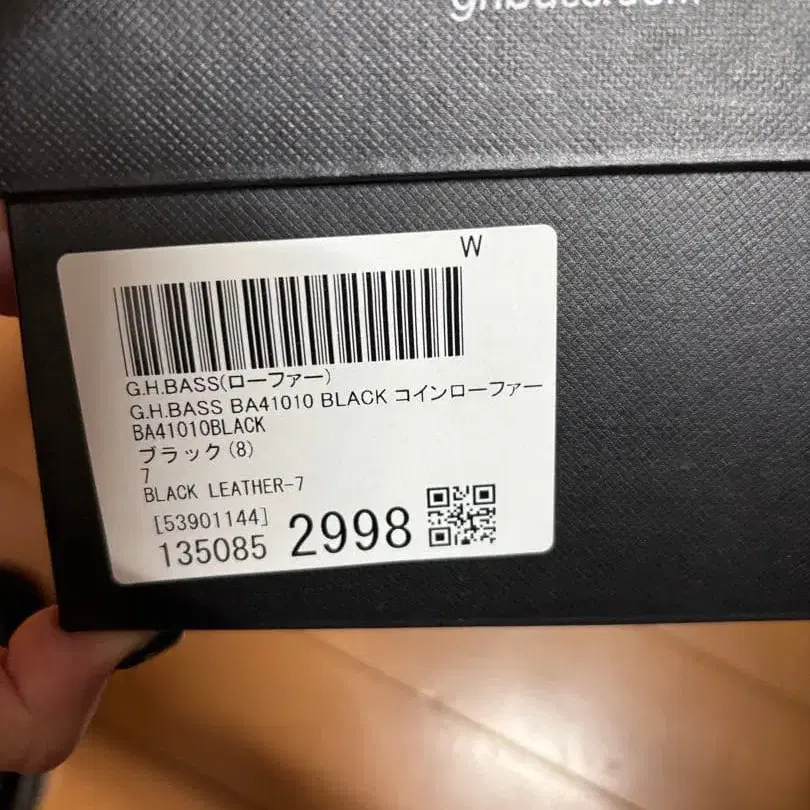 W
G.H.BASS(ローファー)
G.H.BASS BA41010 BLACK コインローファー
BA41010BLACK
ブラック(8)
7
BLACK LEATHER-7
[53901144]
135085 2998